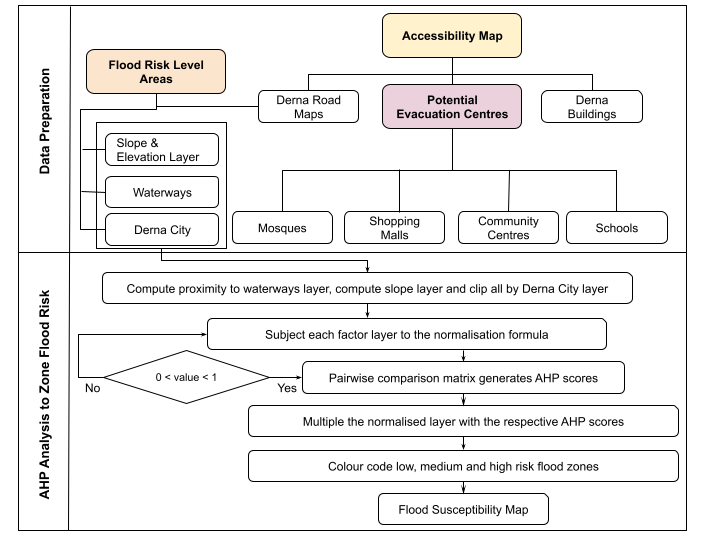 Data Preparation
Accessibility Map
Flood Risk Level
Areas
Derna Road
Maps
Potential
Evacuation Centres
Derna
Buildings
Slope &
Elevation Layer
Waterways
Derna City
Mosques
Shopping
Malls
Community
Centres
Schools
AHP Analysis to Zone Flood Risk
Compute proximity to waterways layer, compute slope layer and clip all by Derna City layer
Subject each factor layer to the normalisation formula
0 < value < 1
No
Yes
Pairwise comparison matrix generates AHP scores
Multiple the normalised layer with the respective AHP scores
Colour code low, medium and high risk flood zones
Flood Susceptibility Map